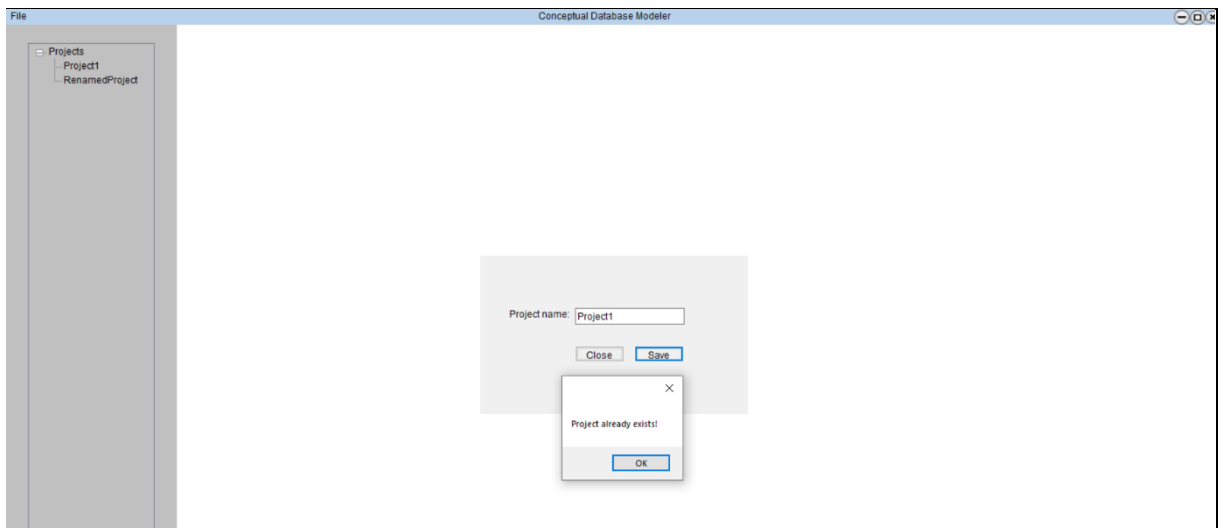 File
Conceptual Database Modeler
Projects
Project1
RenamedProject
Project name: Project1
Close Save
Project already exists!
OK